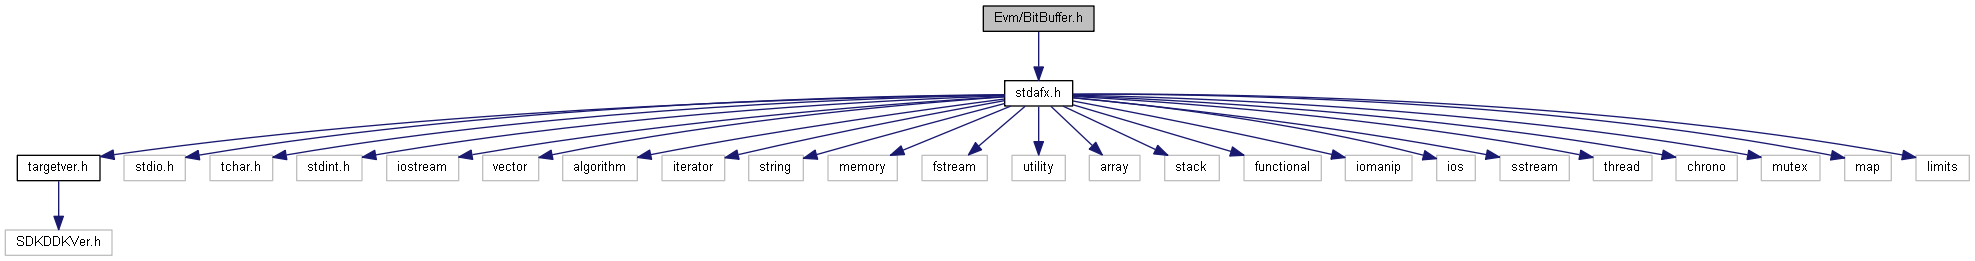 Evm/BitBuffer.h
stdafx.h
targetver.h
stdio.h
tchar.h
stdint.h
iostream
vector
algorithm
iterator
string
memory
fstream
utility
array
stack
functional
iomanip
ios
sstream
thread
chrono
mutex
map
limits
SDKDDKVer.h